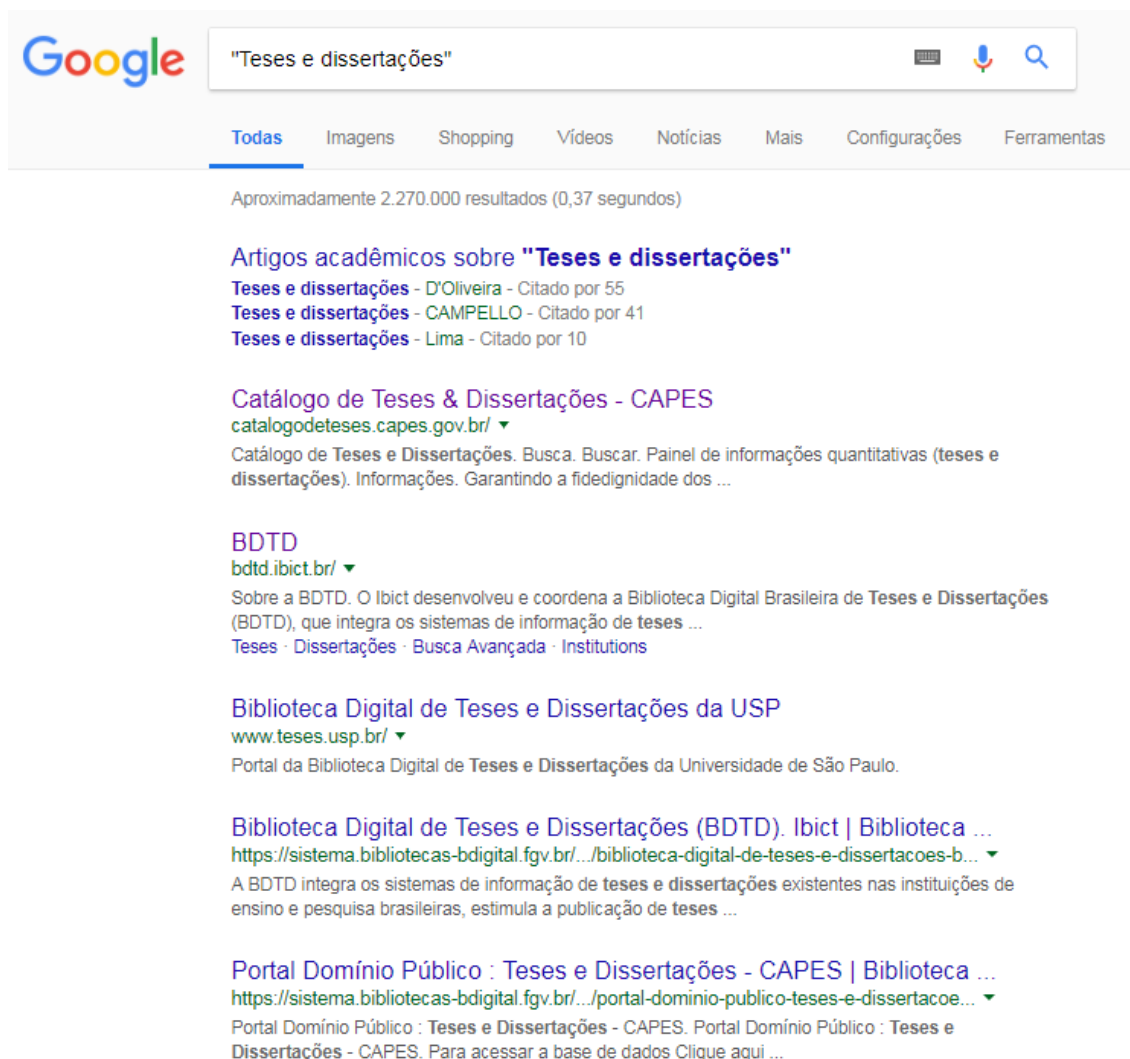 Google
"Teses e dissertações"
Todas Imagens Shopping Vídeos Notícias Mais Configurações Ferramentas
Aproximadamente 2.270.000 resultados (0,37 segundos)
Artigos acadêmicos sobre "Teses e dissertações"
Teses e dissertações - D'Oliveira - Citado por 55
Teses e dissertações - CAMPELLO - Citado por 41
Teses e dissertações - Lima - Citado por 10
Catálogo de Teses & Dissertações - CAPES
catalogodeteses.capes.gov.br/
Catálogo de Teses e Dissertações. Busca. Buscar. Painel de informações quantitativas (teses e
dissertações). Informações. Garantindo a fidedignidade dos ...
BDTD
bdtd.ibict.br/
Sobre a BDTD. O Ibict desenvolveu e coordena a Biblioteca Digital Brasileira de Teses e Dissertações
(BDTD), que integra os sistemas de informação de teses ...
Teses · Dissertações · Busca Avançada · Institutions
Biblioteca Digital de Teses e Dissertações da USP
www.teses.usp.br/
Portal da Biblioteca Digital de Teses e Dissertações da Universidade de São Paulo.
Biblioteca Digital de Teses e Dissertações (BDTD). Ibict | Biblioteca ...
https://sistema.bibliotecas-bdigital.fgv.br/.../biblioteca-digital-de-teses-e-dissertacoes-b...
A BDTD integra os sistemas de informação de teses e dissertações existentes nas instituições de
ensino e pesquisa brasileiras, estimula a publicação de teses ...
Portal Domínio Público : Teses e Dissertações - CAPES | Biblioteca ...
https://sistema.bibliotecas-bdigital.fgv.br/.../portal-dominio-publico-teses-e-dissertacoe...
Portal Domínio Público : Teses e Dissertações - CAPES. Portal Domínio Público : Teses e
Dissertações - CAPES. Para acessar a base de dados Clique aqui ...